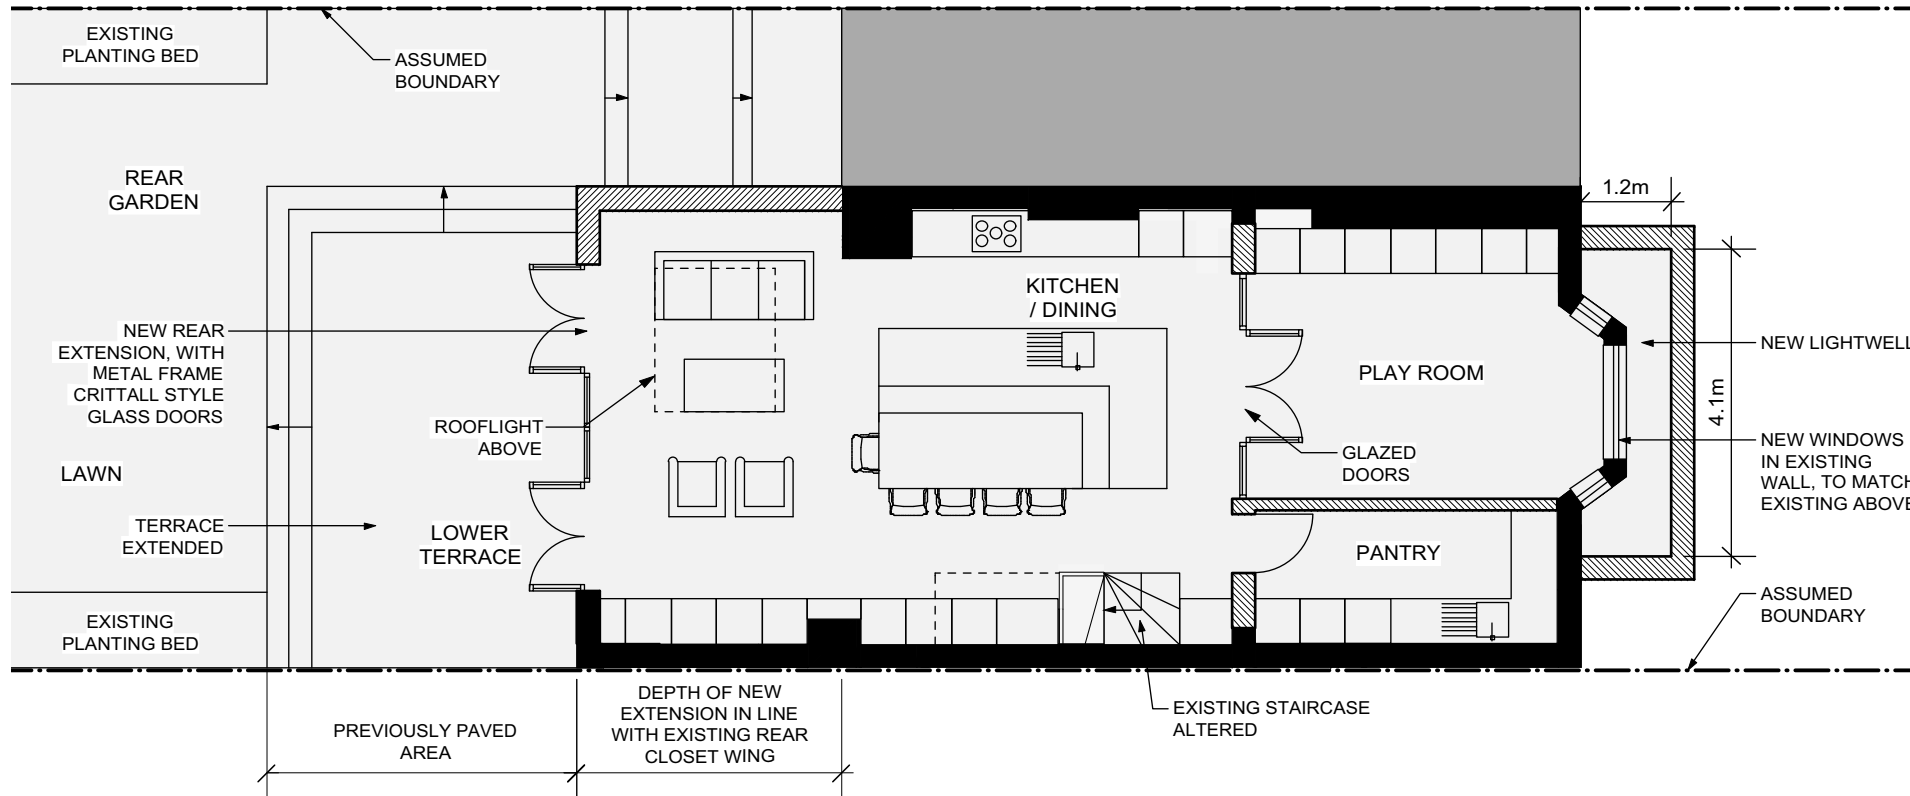 EXISTING
PLANTING BED
ASSUMED
BOUNDARY
REAR
GARDEN
1.2m
KITCHEN
/ DINING
NEW REAR
EXTENSION, WITH
METAL FRAME
CRITTALL STYLE
GLASS DOORS
NEW LIGHTWELL
PLAY ROOM
4.1m
ROOFLIGHT
ABOVE
GLAZED
DOORS
NEW WINDOWS
IN EXISTING
WALL, TO MATCH
EXISTING ABOVE
LAWN
TERRACE
EXTENDED
LOWER
TERRACE
PANTRY
ASSUMED
BOUNDARY
EXISTING
PLANTING BED
DEPTH OF NEW
EXTENSION IN LINE
WITH EXISTING REAR
CLOSET WING
PREVIOUSLY PAVED
AREA
EXISTING STAIRCASE
ALTERED